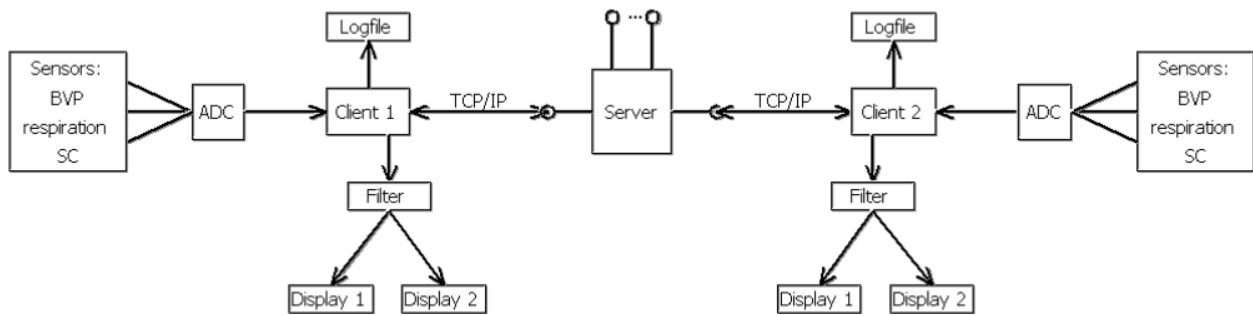 Logfile
...
Logfile
Sensors:
BVP
respiration
SC
ADC
Client 1
TCP/IP
Server
TCP/IP
Client 2
ADC
Sensors:
BVP
respiration
SC
Filter
Filter
Display 1
Display 2
Display 1
Display 2